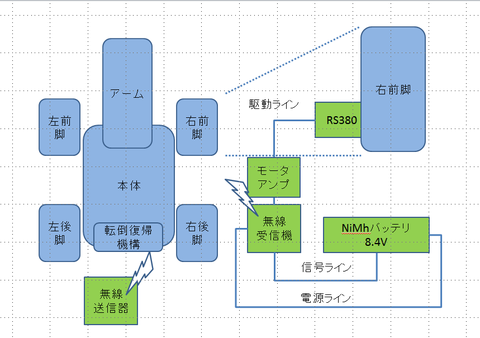 アーム
左前
脚
右前
脚
本体
左後
脚
転倒復帰
機構
右後
脚
無線
送信器
駆動ライン
RS380
右前脚
モータ
アンプ
無線
受信機
NiMhバッテリ
8.4V
信号ライン
電源ライン